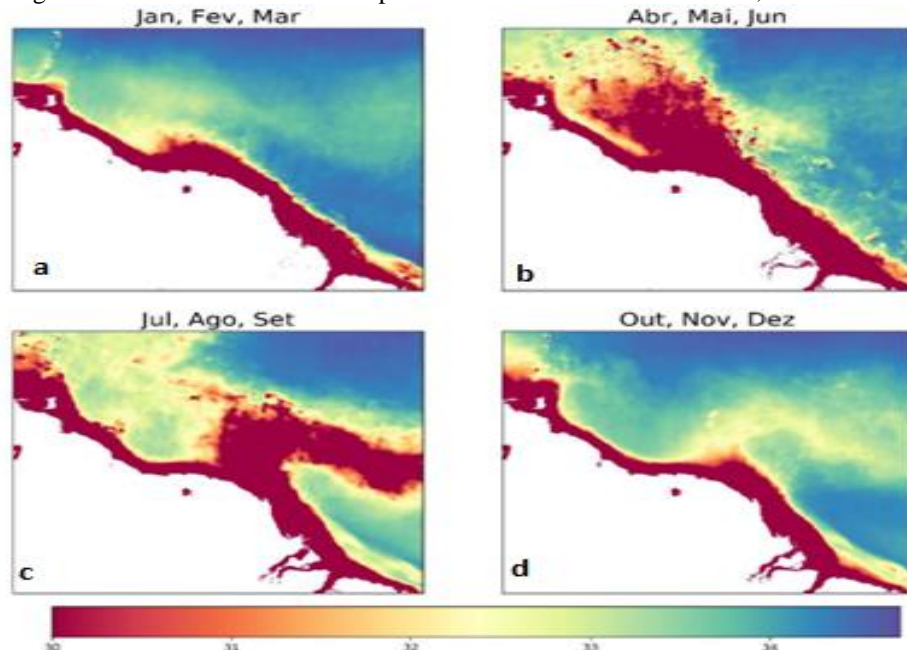 Jan, Fev, Mar
Abr, Mai, Jun
a
b
Jul, Ago, Set
Out, Nov, Dez
c
d
30 31 32 33 34